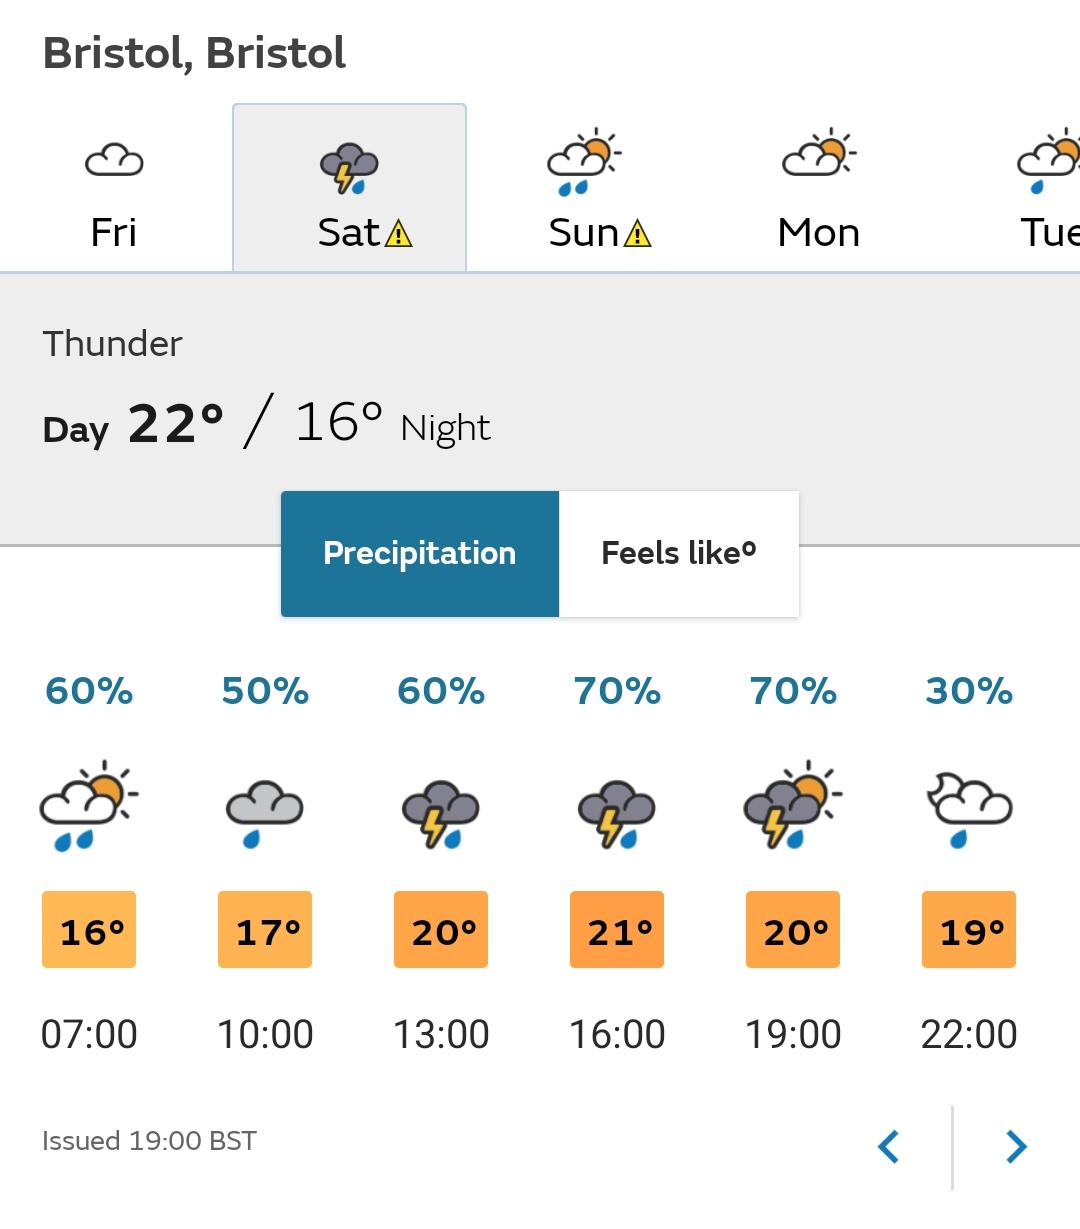 Bristol, Bristol
Fri Sat Sun Mon Tue
Thunder
Day 22° / 16° Night
Precipitation Feels like°
60% 50% 60% 70% 70% 30%
16° 17° 20° 21° 20° 19°
07:00 10:00 13:00 16:00 19:00 22:00
Issued 19:00 BST